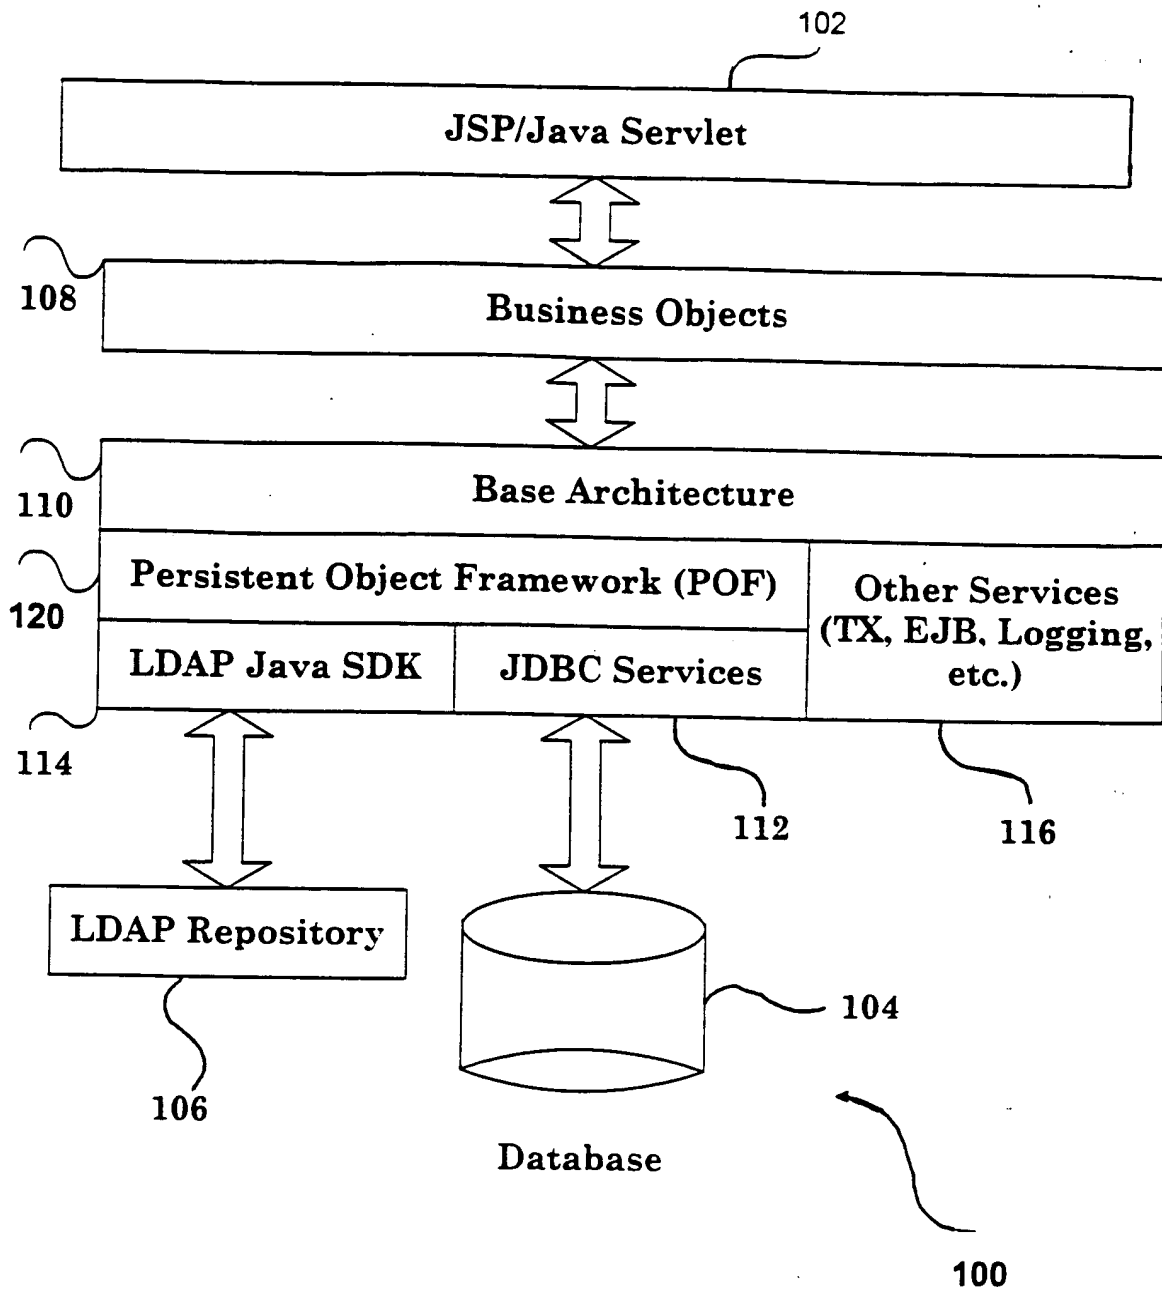 102
JSP/Java Servlet
108
Business Objects
110
Base Architecture
120
Persistent Object Framework (POF)
Other Services
(TX, EJB, Logging,
etc.)
LDAP Java SDK
JDBC Services
114
112
116
LDAP Repository
104
106
Database
100